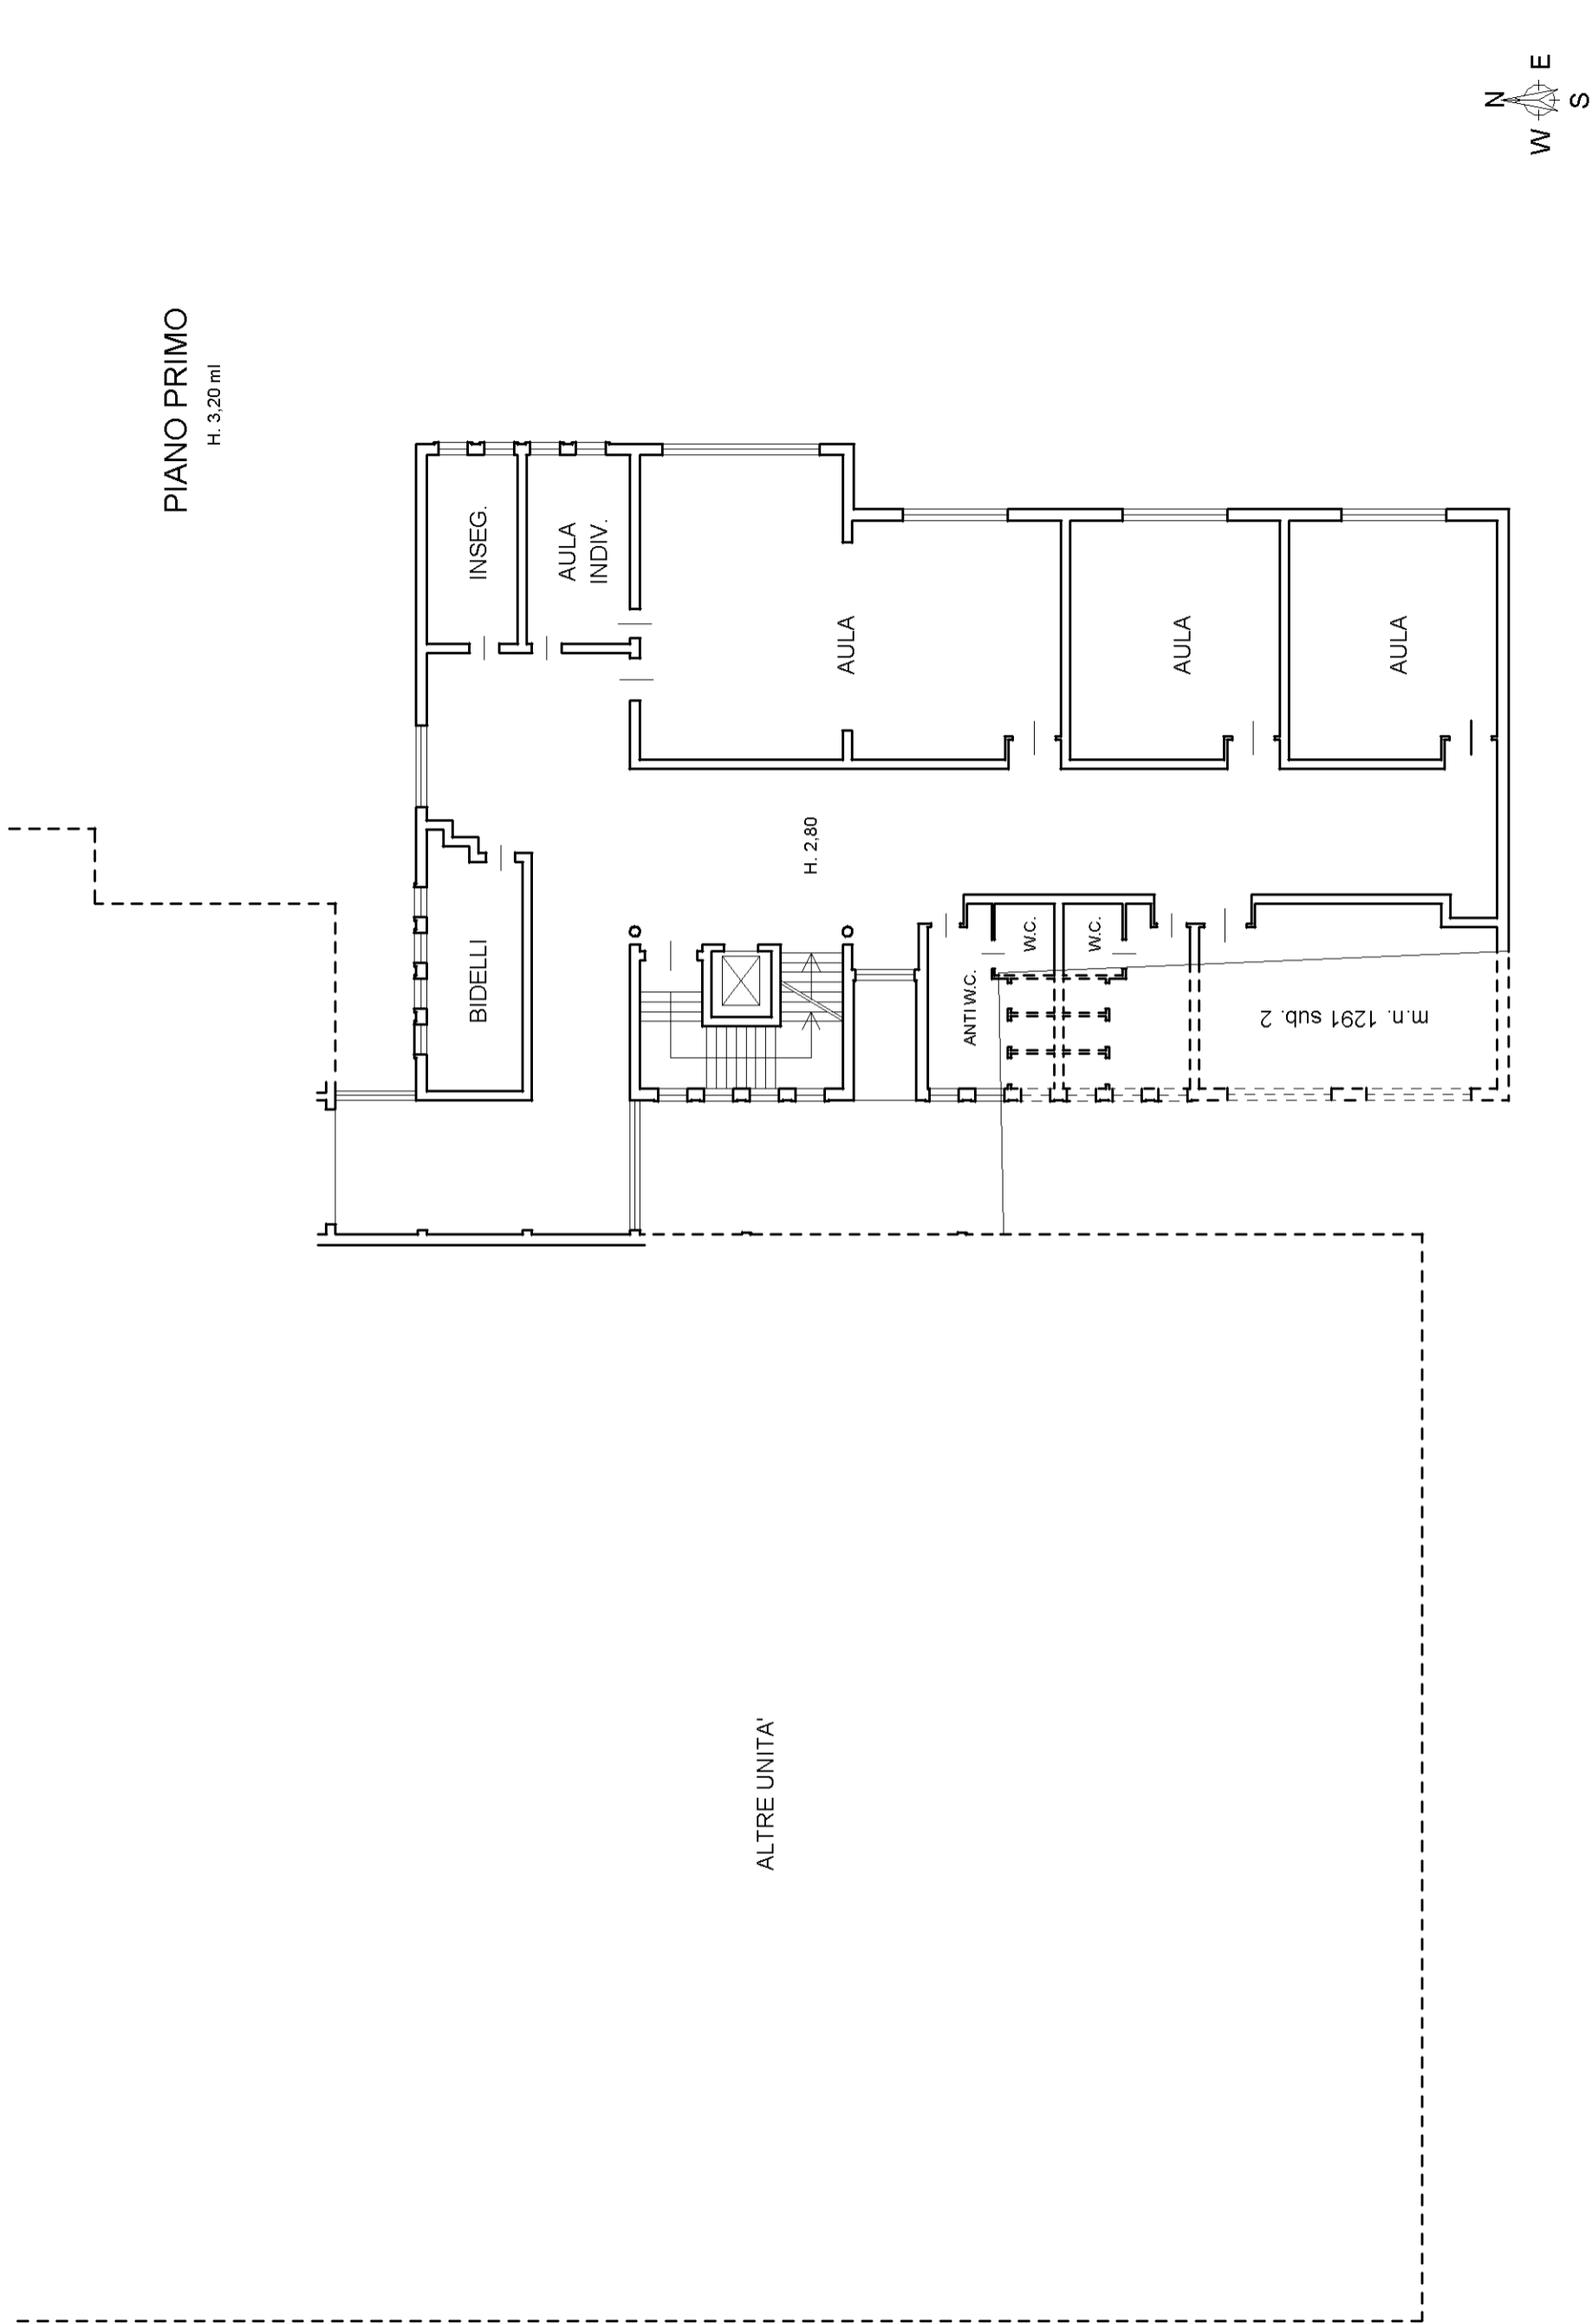 PIANO PRIMO
H. 3,20 ml
N
E
S
W
INSEG.
AULA
INDIV.
AULA
AULA
AULA
H. 2,80
BIDELLI
ANTI W.C.
W.C.
W.C.
m.n. 1291 sub. 2
ALTRE UNITA'